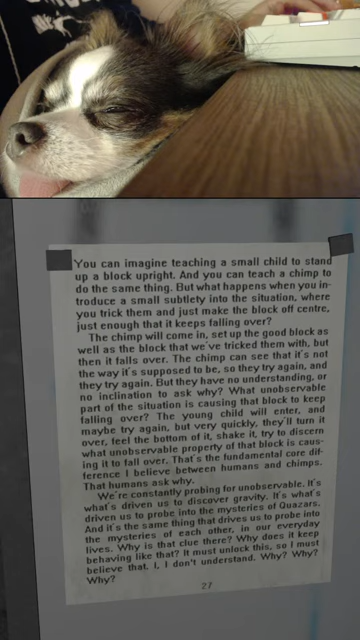 You can imagine teaching a small child to stand
up a block upright. And you can teach a chimp to
do the same thing. But what happens when you in-
troduce a small subtlety into the situation, where
you trick them and just make the block off centre,
just enough that it keeps falling over?
The chimp will come in, set up the good block as
well as the block that we've tricked them with, but
then it falls over. The chimp can see that it's not
the way it's supposed to be, so they try again, and
they try again. But they have no understanding, or
no inclination to ask why? What unobservable
part of the situation is causing that block to keep
falling over? The young child will enter, and
maybe try again, but very quickly, they'll turn it
over, feel the bottom of it, shake it, try to discern
what unobservable property of that block is caus-
ing it to fall over. That's the fundamental core dif-
ference I believe between humans and chimps.
That humans ask why.
We're constantly probing for unobservable. It's
what's driven us to discover gravity. It's what's
driven us to probe into the mysteries of Quazars.
And it's the same thing that drives us to probe into
the mysteries of each other, in our everyday
lives. Why is that clue there? Why does it keep
behaving like that? It must unlock this, so I must
believe that. I, I don't understand. Why? Why?
Why?
27